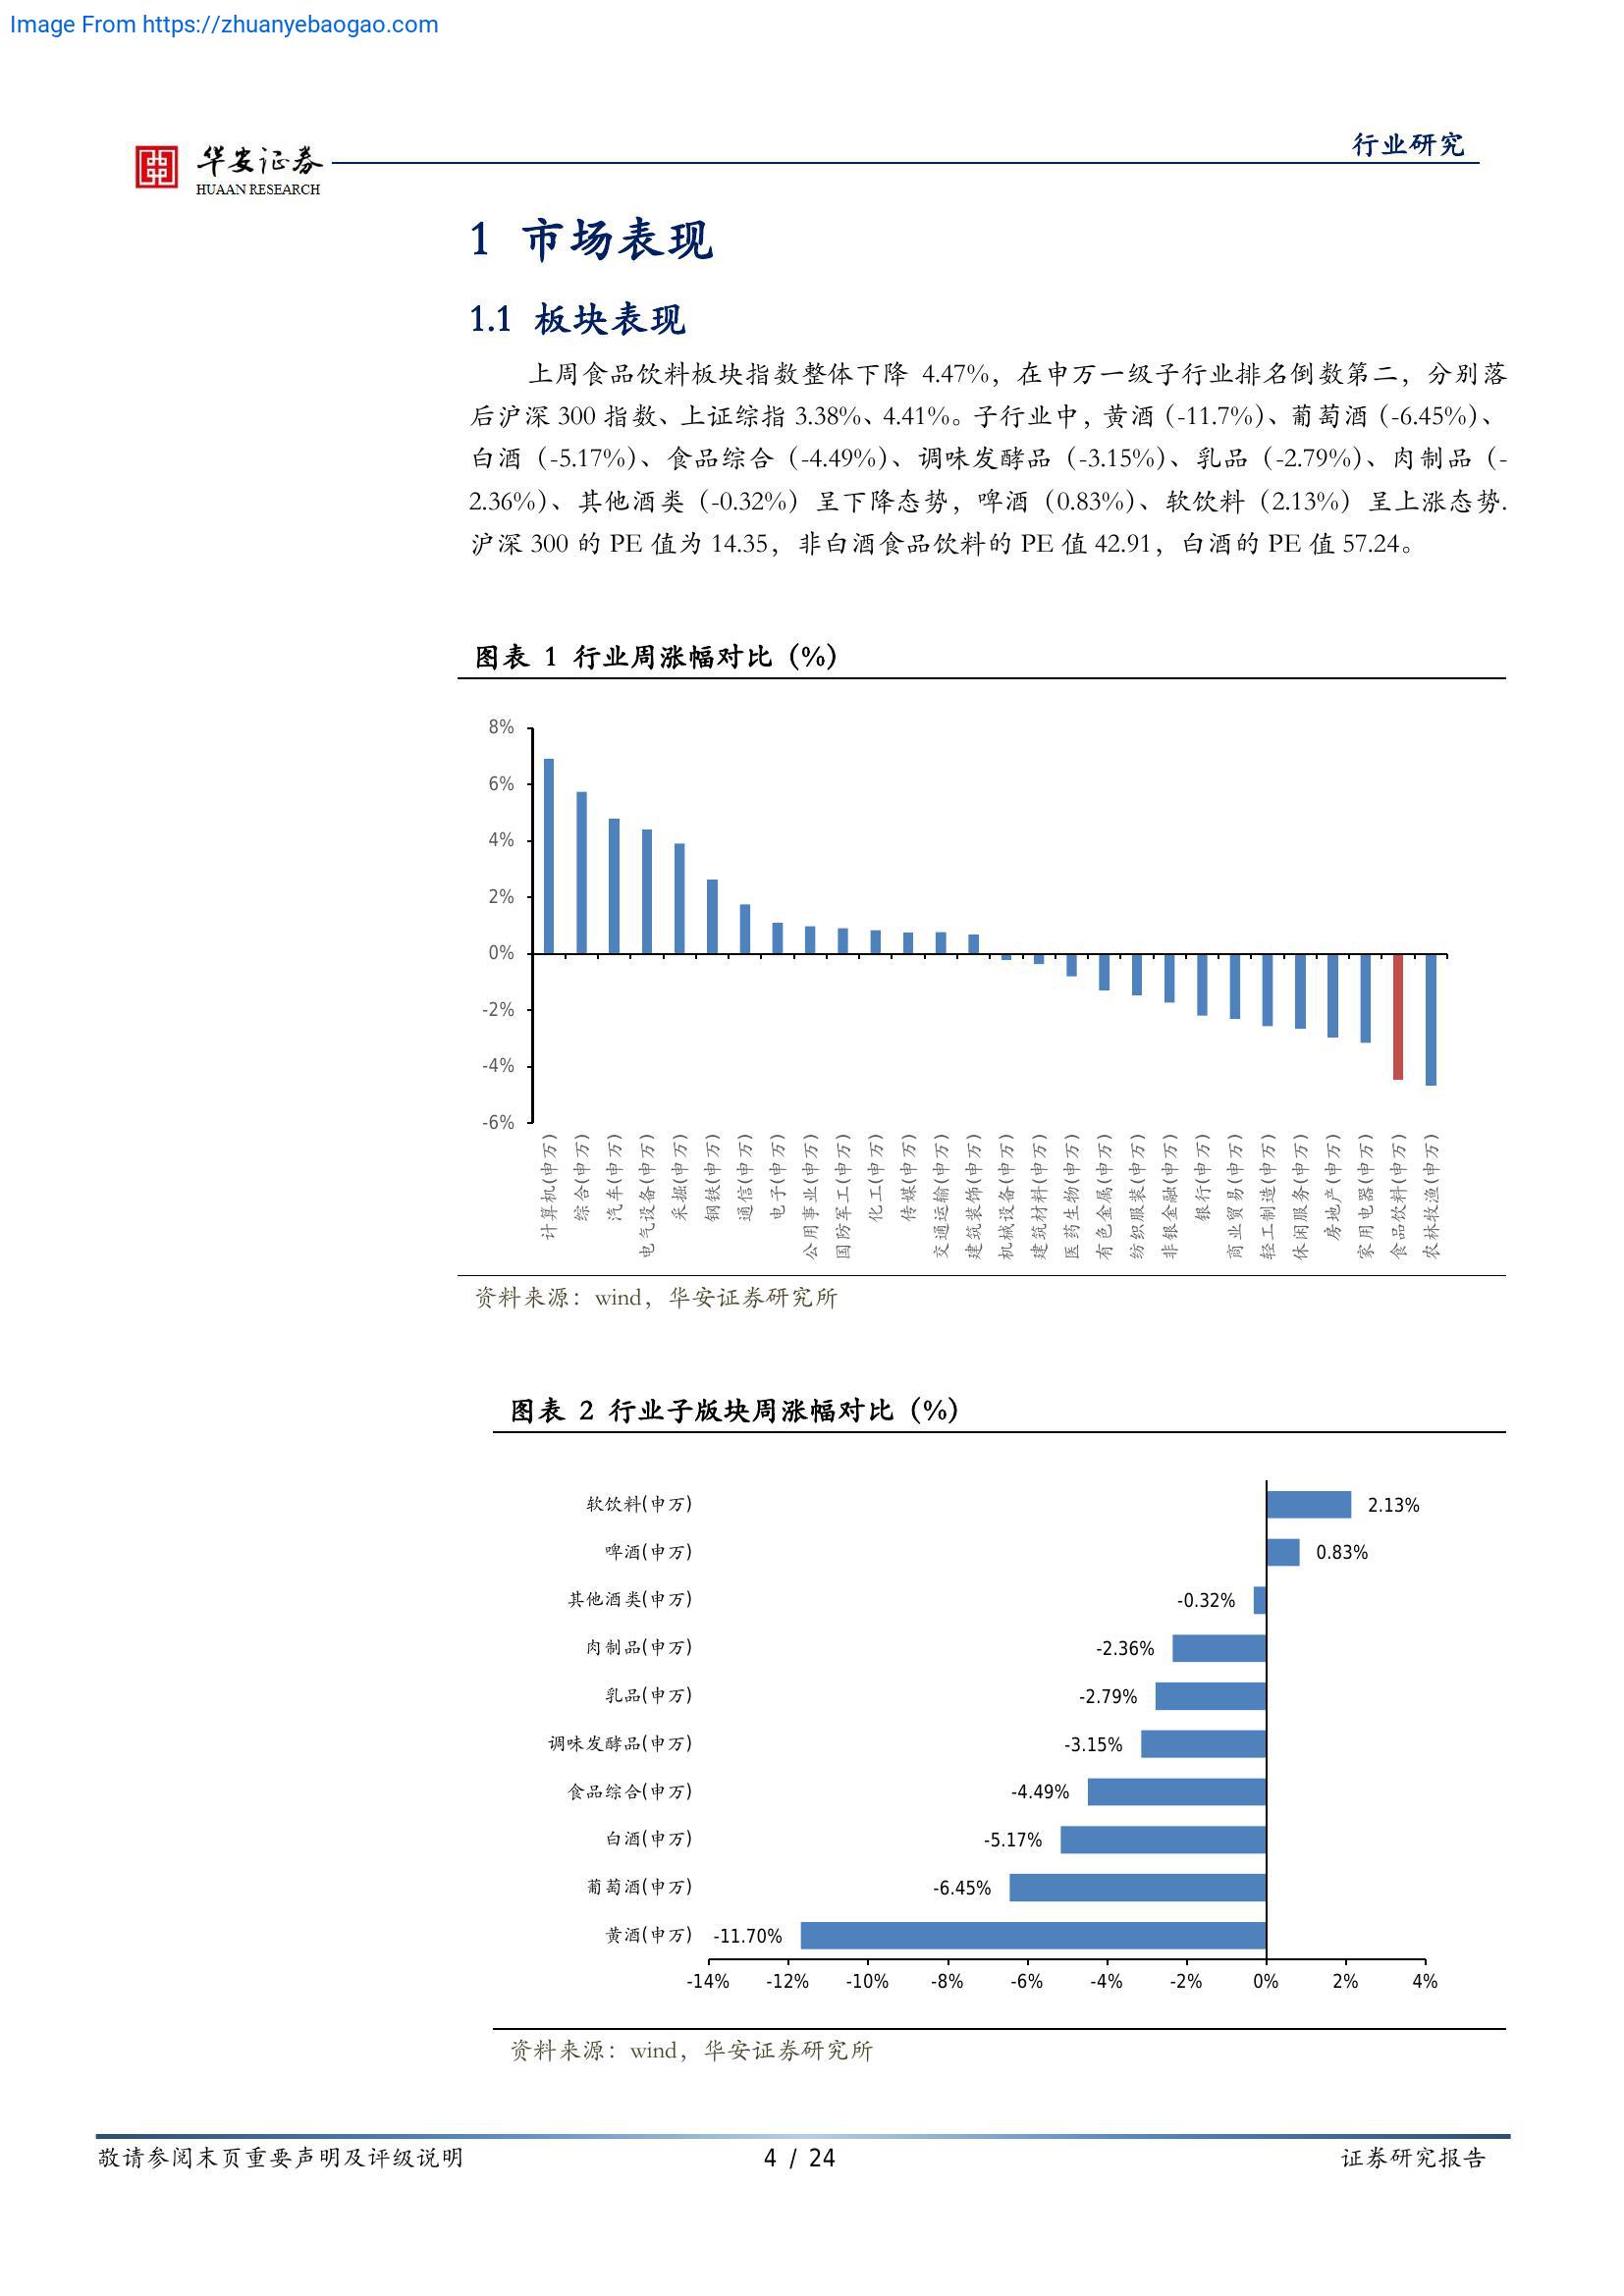 Image From https://zhuanyebaogao.com
华安证券
HUAAN RESEARCH
行业研究
1 市场表现
1.1 板块表现
上周食品饮料板块指数整体下降 4.47%，在申万一级子行业排名倒数第二，分别落
后沪深 300 指数、上证综指 3.38%、4.41%。子行业中，黄酒（-11.7%）、葡萄酒（-6.45%）、
白酒（-5.17%）、食品综合（-4.49%）、调味发酵品（-3.15%）、乳品（-2.79%）、肉制品（-
2.36%）、其他酒类（-0.32%）呈下降态势，啤酒（0.83%）、软饮料（2.13%）呈上涨态势.
沪深 300 的 PE 值为 14.35，非白酒食品饮料的 PE 值 42.91，白酒的 PE 值 57.24。
图表 1 行业周涨幅对比（%）
8%
6%
4%
2%
0%
-2%
-4%
-6%
计算机(申万)
综合(申万)
汽车(申万)
电气设备(申万)
采掘(申万)
钢铁(申万)
通信(申万)
电子(申万)
公用事业(申万)
国防军工(申万)
化工(申万)
传媒(申万)
交通运输(申万)
建筑装饰(申万)
机械设备(申万)
建筑材料(申万)
医药生物(申万)
有色金属(申万)
纺织服装(申万)
非银金融(申万)
银行(申万)
商业贸易(申万)
轻工制造(申万)
休闲服务(申万)
房地产(申万)
家用电器(申万)
食品饮料(申万)
农林牧渔(申万)
资料来源：wind，华安证券研究所
图表 2 行业子版块周涨幅对比（%）
软饮料(申万) 2.13%
啤酒(申万) 0.83%
其他酒类(申万) -0.32%
肉制品(申万) -2.36%
乳品(申万) -2.79%
调味发酵品(申万) -3.15%
食品综合(申万) -4.49%
白酒(申万) -5.17%
葡萄酒(申万) -6.45%
黄酒(申万) -11.70%
-14% -12% -10% -8% -6% -4% -2% 0% 2% 4%
资料来源：wind，华安证券研究所
敬请参阅末页重要声明及评级说明 4 / 24 证券研究报告